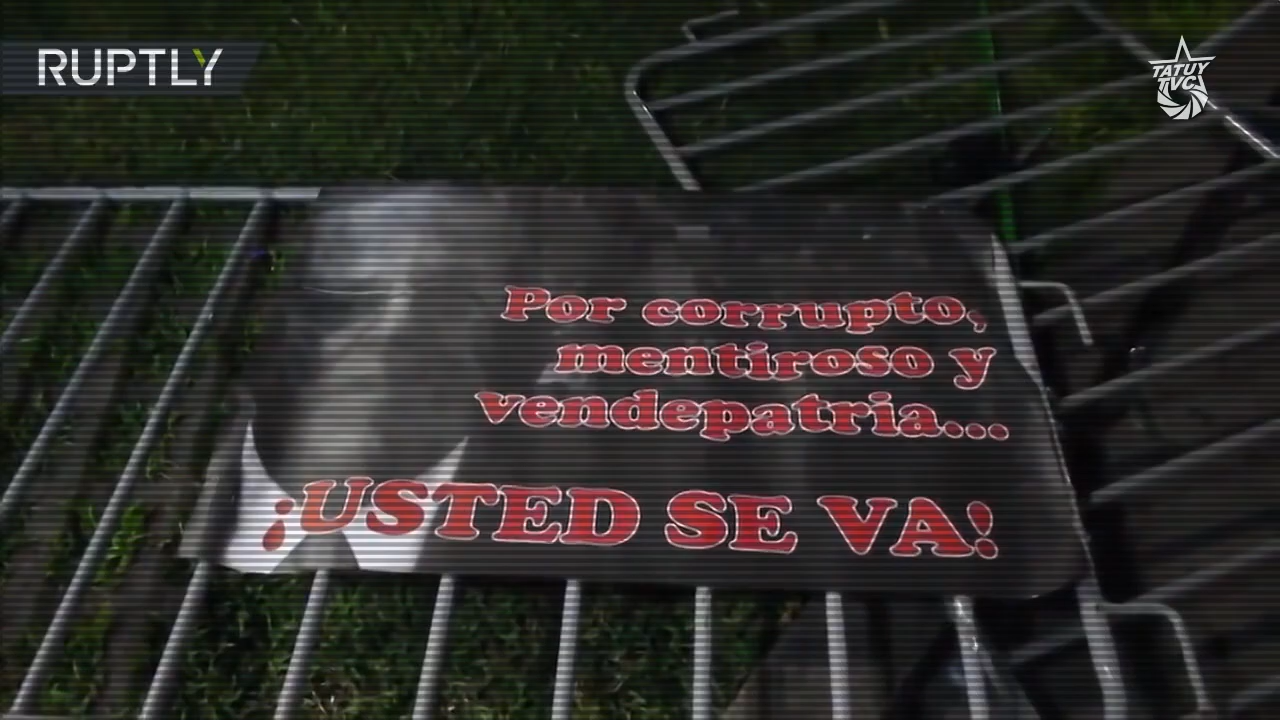 RUPTLY
TATUY
TVC
Por corrupto,
mentiroso y
vendepatria...
¡USTED SE VA!